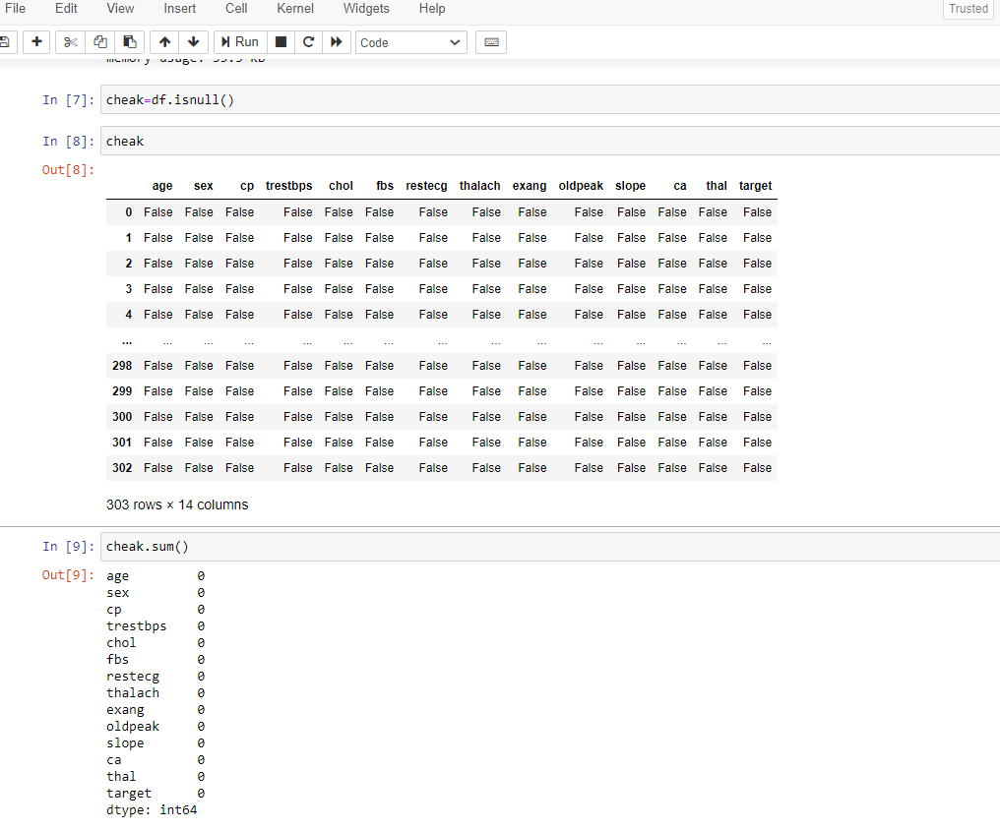 File Edit View Insert Cell Kernel Widgets Help Trusted
Run Code
memory usage: 33.3 KB
In [7]: cheak=df.isnull()
In [8]: cheak
Out[8]:
age sex cp trestbps chol fbs restecg thalach exang oldpeak slope ca thal target
0 False False False False False False False False False False False False False False
1 False False False False False False False False False False False False False False
2 False False False False False False False False False False False False False False
3 False False False False False False False False False False False False False False
4 False False False False False False False False False False False False False False
... ... ... ... ... ... ... ... ... ... ... ... ... ... ...
298 False False False False False False False False False False False False False False
299 False False False False False False False False False False False False False False
300 False False False False False False False False False False False False False False
301 False False False False False False False False False False False False False False
302 False False False False False False False False False False False False False False
303 rows × 14 columns
In [9]: cheak.sum()
Out[9]: age 0
sex 0
cp 0
trestbps 0
chol 0
fbs 0
restecg 0
thalach 0
exang 0
oldpeak 0
slope 0
ca 0
thal 0
target 0
dtype: int64